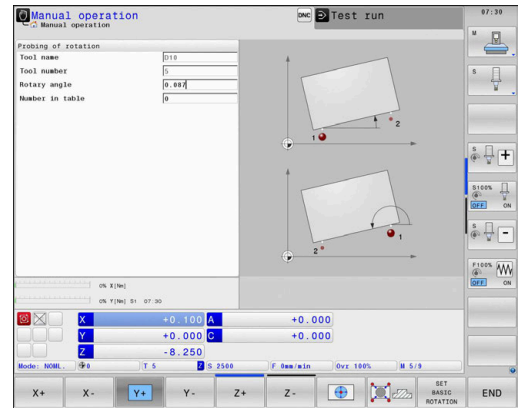 Manual operation
Manual operation
DNC
Test run
07:30
Probing of rotation
Tool name D10
Tool number 5
Rotary angle 0.087
Number in table 0
1
2
1
2
M
S
S
S100%
OFF ON
S
F100%
OFF ON
0% X[Nm]
0% Y[Nm] S1 07:30
X +0.100 A +0.000
Y +0.000 C +0.000
Z -8.250
Mode: NOML. 0 T 5 Z S 2500 F 0mm/min Ovr 100% M 5/9
X+ X- Y+ Y- Z+ Z- SET BASIC ROTATION END